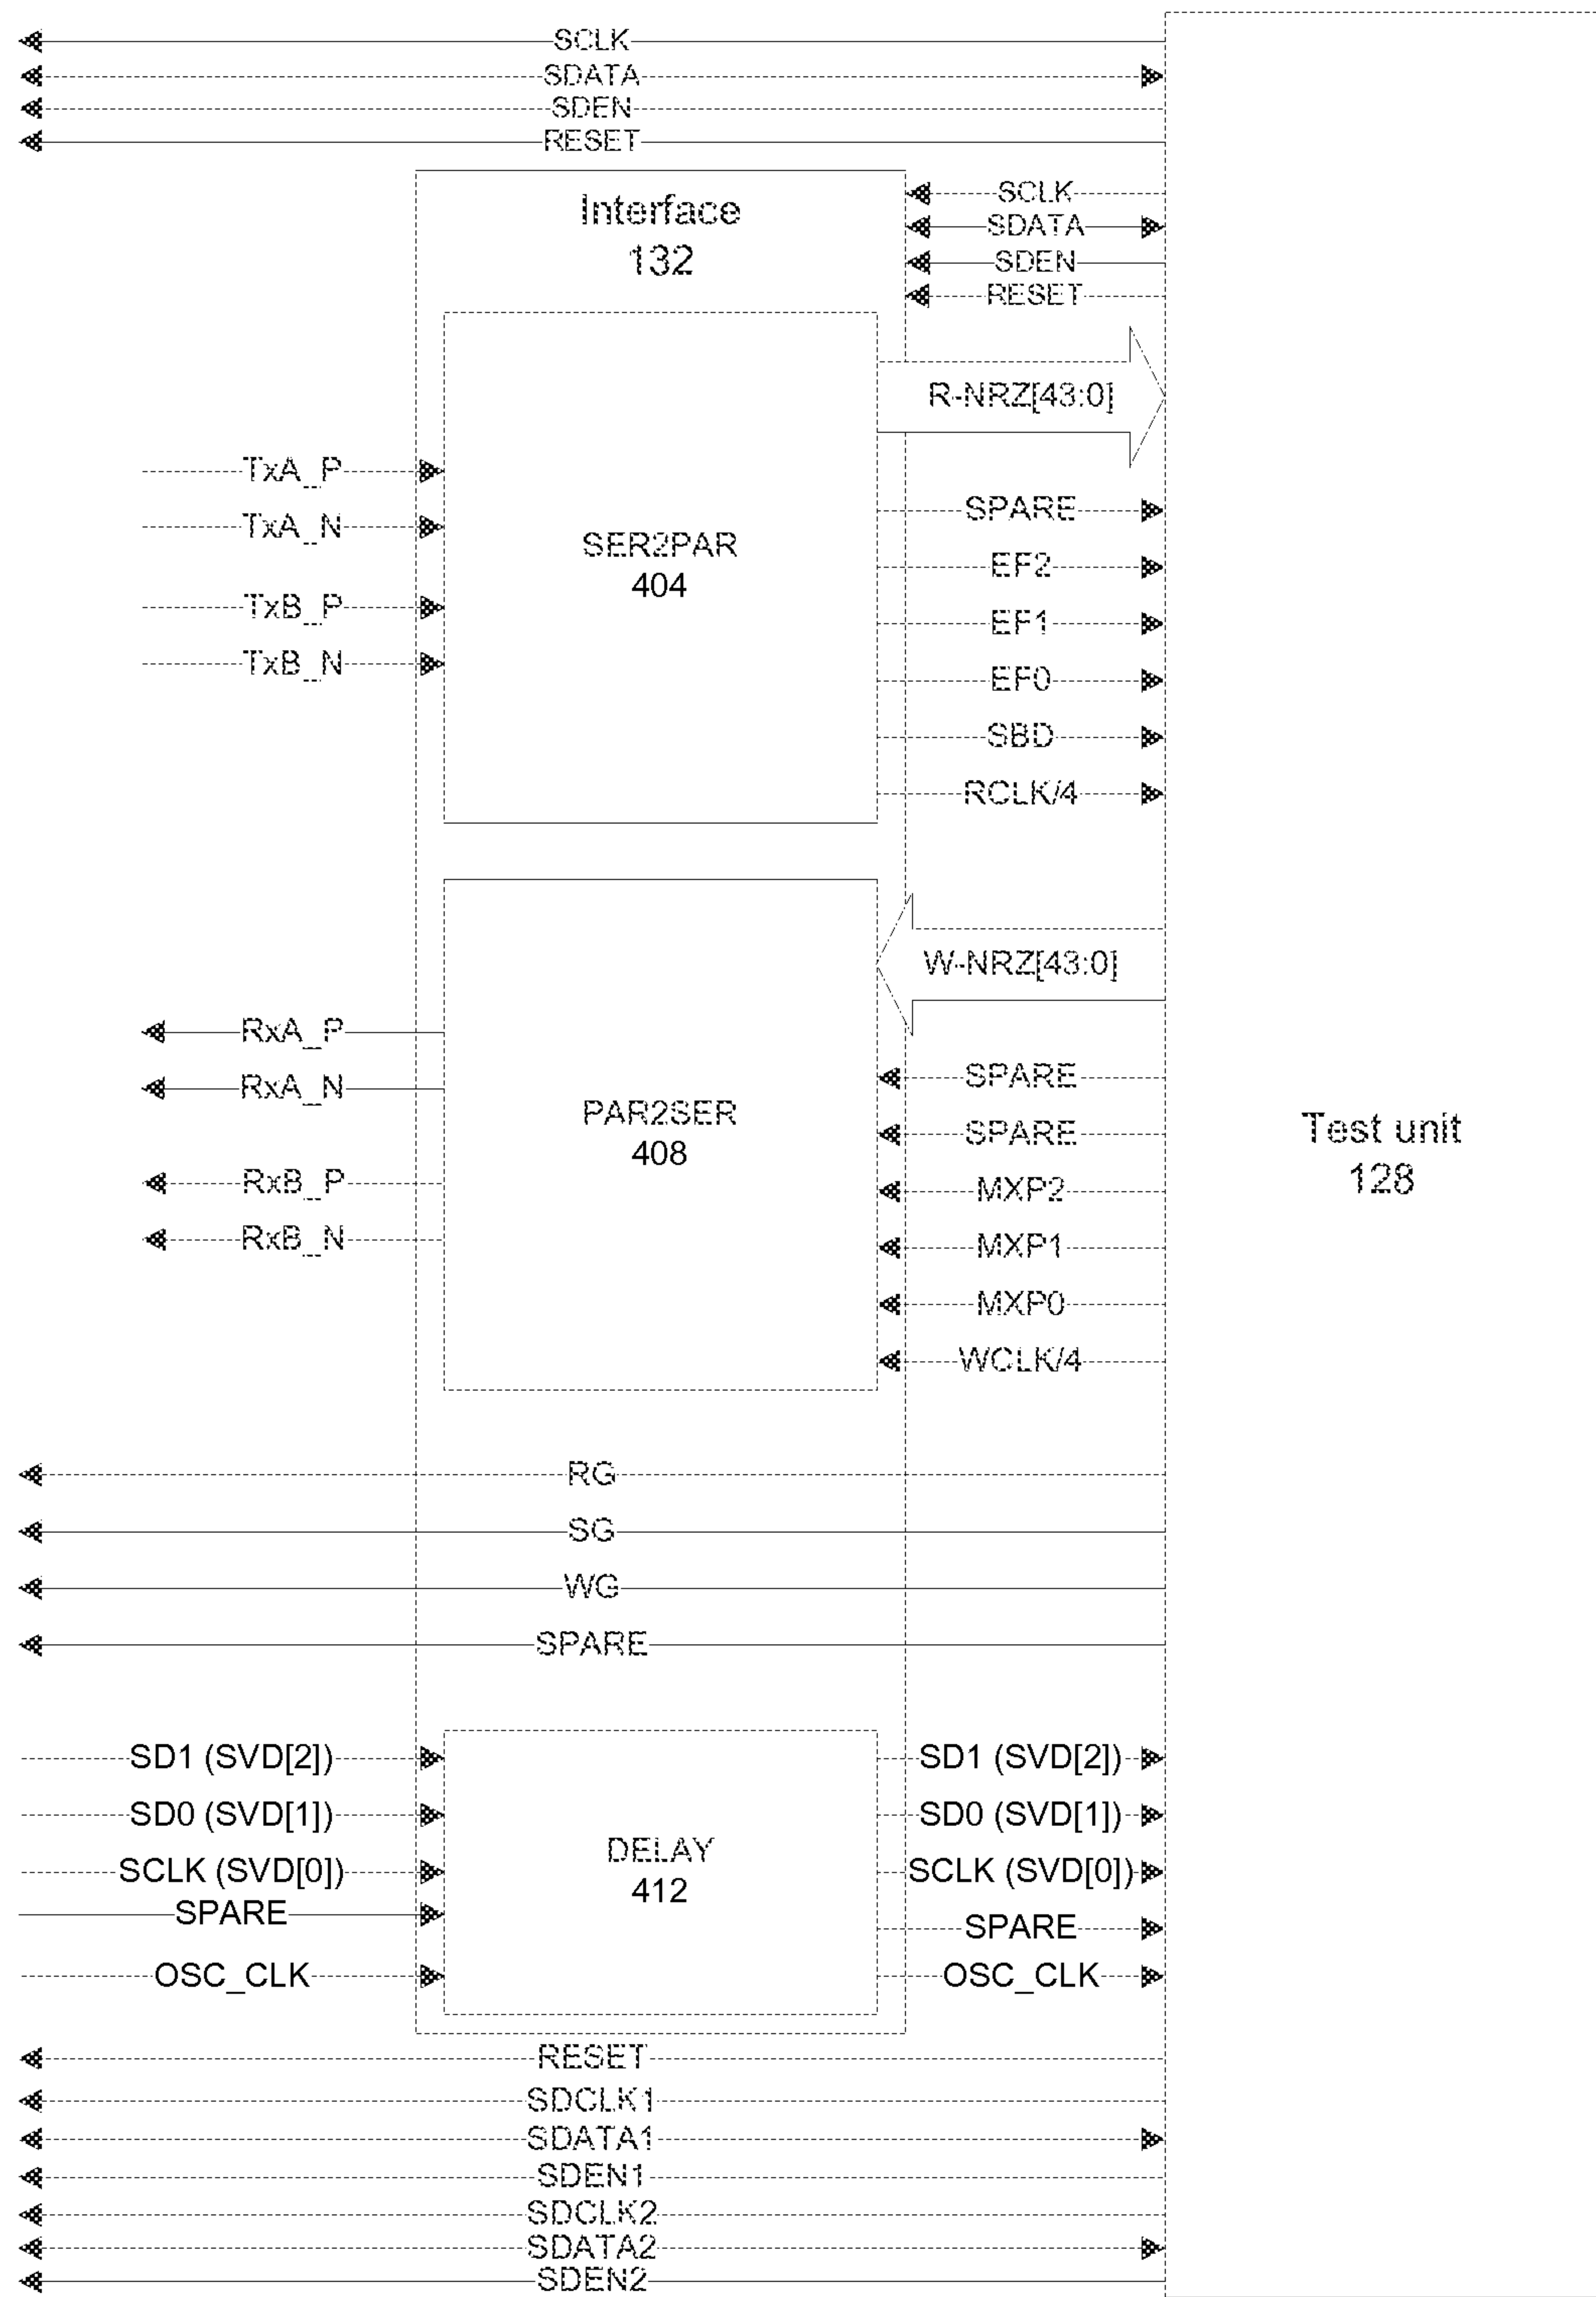 SCLK
SDATA
SDEN
RESET
Interface
132
SCLK
SDATA
SDEN
RESET
R-NRZ[43:0]
TxA_P
TxA_N
TxB_P
TxB_N
SER2PAR
404
SPARE
EF2
EF1
EF0
SBD
RCLK/4
W-NRZ[43:0]
RxA_P
RxA_N
RxB_P
RxB_N
PAR2SER
408
SPARE
SPARE
MXP2
MXP1
MXP0
WCLK/4
Test unit
128
RG
SG
WG
SPARE
SD1 (SVD[2])
SD0 (SVD[1])
SCLK (SVD[0])
SPARE
OSC_CLK
DELAY
412
SD1 (SVD[2])
SD0 (SVD[1])
SCLK (SVD[0])
SPARE
OSC_CLK
RESET
SDCLK1
SDATA1
SDEN1
SDCLK2
SDATA2
SDEN2